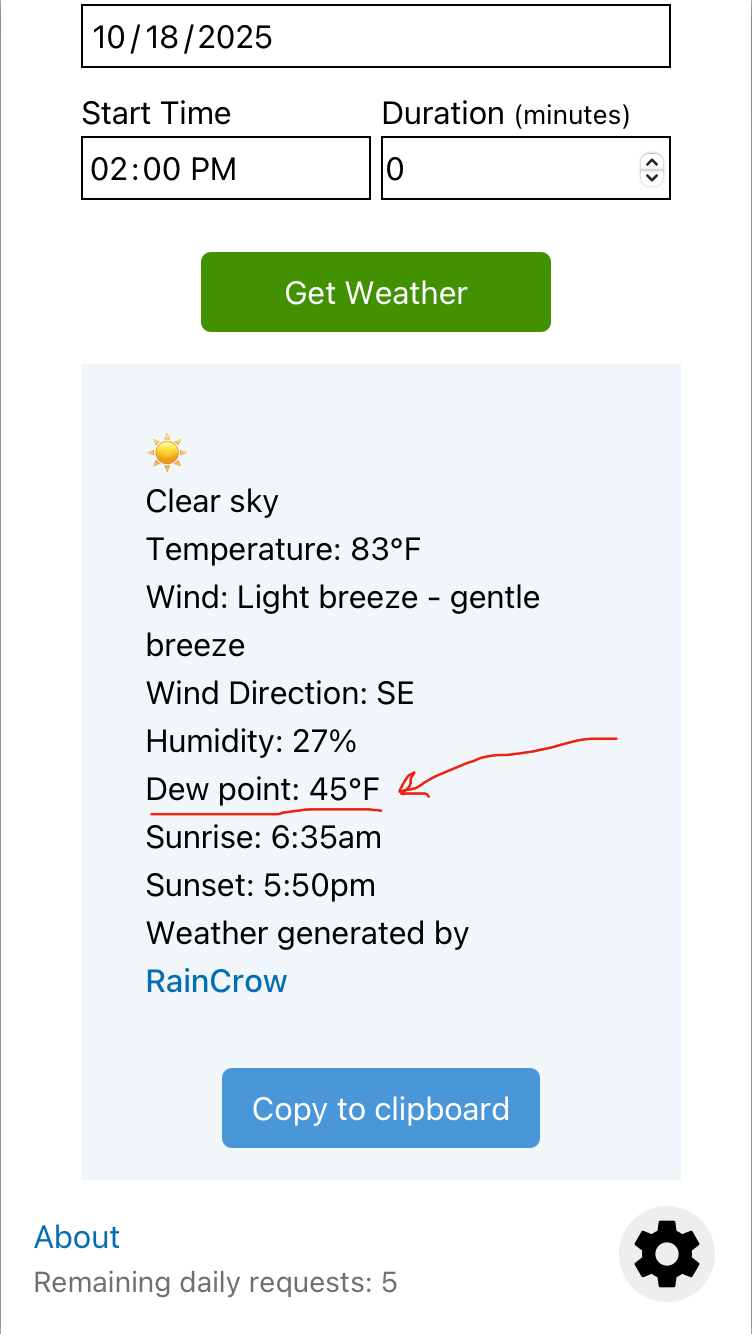 10/18/2025
Start Time Duration (minutes)
02:00 PM 0
Get Weather
Clear sky
Temperature: 83°F
Wind: Light breeze - gentle
breeze
Wind Direction: SE
Humidity: 27%
Dew point: 45°F
Sunrise: 6:35am
Sunset: 5:50pm
Weather generated by
RainCrow
Copy to clipboard
About
Remaining daily requests: 5